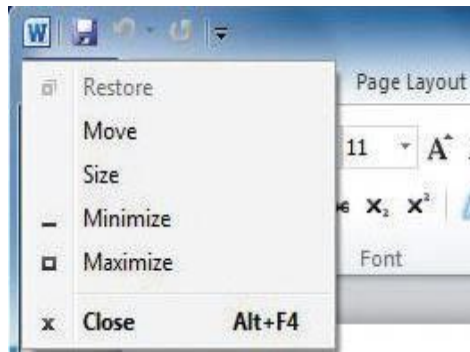 W
Restore
Page Layout
Move
11 A
Size
Minimize
X₂ X²
Maximize
Font
x Close Alt+F4